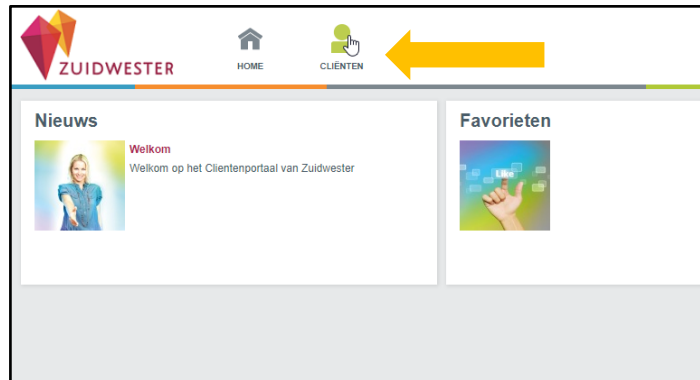 ZUIDWESTER
HOME
CLIËNTEN
Nieuws
Welkom
Welkom op het Clientenportaal van Zuidwester
Favorieten
Like